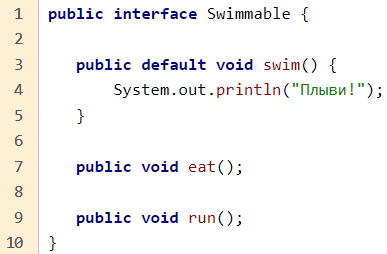 1 public interface Swimmable {
2
3 public default void swim() {
4 System.out.println("Плыви!");
5 }
6
7 public void eat();
8
9 public void run();
10 }